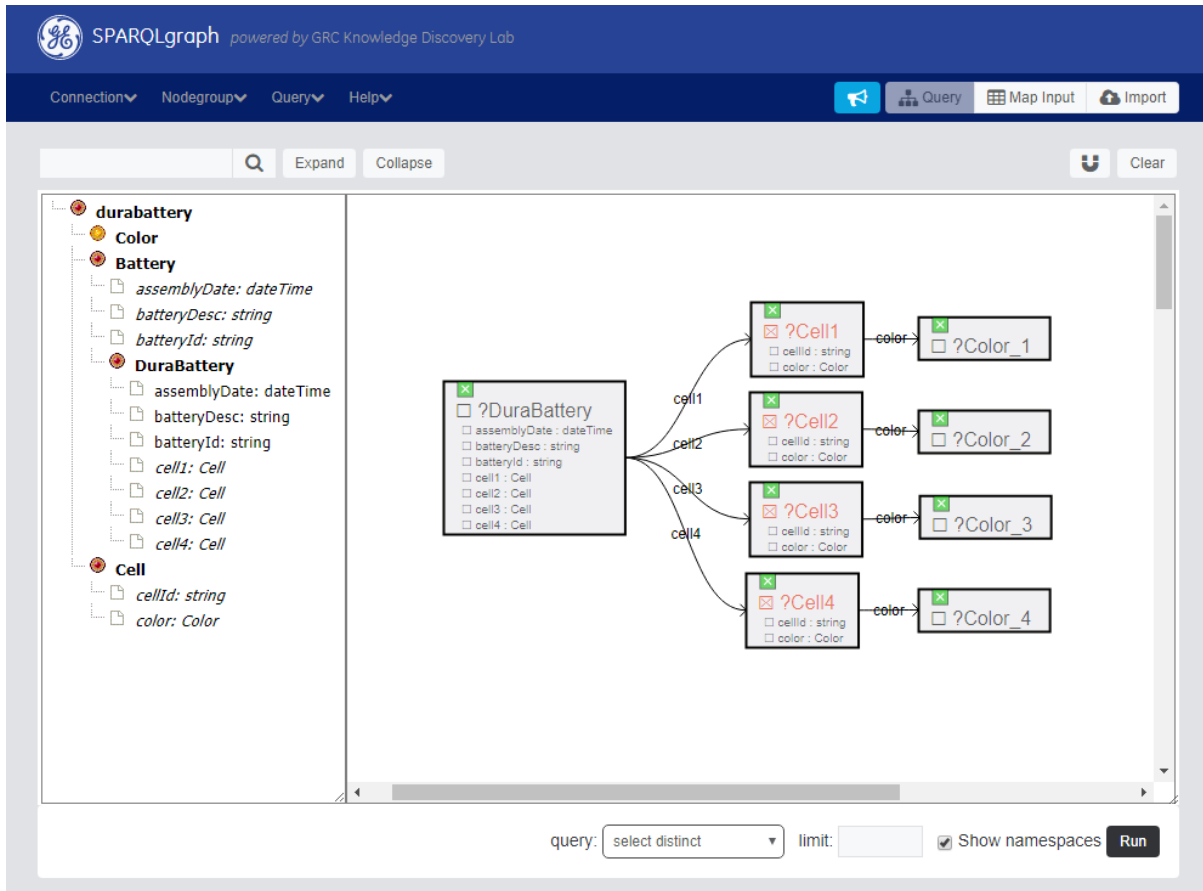 SPARQLgraph powered by GRC Knowledge Discovery Lab
Connection Nodegroup Query Help Query Map Input Import
Expand Collapse Clear
durabattery
Color
Battery
assemblyDate: dateTime
batteryDesc: string
batteryId: string
DuraBattery
assemblyDate: dateTime
batteryDesc: string
batteryId: string
cell1: Cell
cell2: Cell
cell3: Cell
cell4: Cell
Cell
cellId: string
color: Color
?DuraBattery
assemblyDate : dateTime
batteryDesc : string
batteryId : string
cell1 : Cell
cell2 : Cell
cell3 : Cell
cell4 : Cell
cell1
cell2
cell3
cell4
?Cell1
cellId : string
color : Color
color
?Color_1
?Cell2
cellId : string
color : Color
color
?Color_2
?Cell3
cellId : string
color : Color
color
?Color_3
?Cell4
cellId : string
color : Color
color
?Color_4
query: select distinct limit: Show namespaces Run